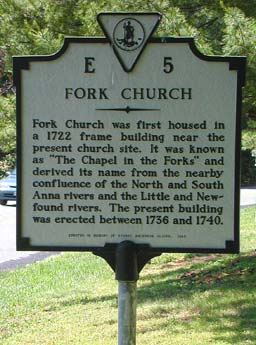 E 5
FORK CHURCH
Fork Church was first housed in
a 1722 frame building near the
present church site. It was known
as "The Chapel in the Forks" and
derived its name from the nearby
confluence of the North and South
Anna rivers and the Little and New-
found rivers. The present building
was erected between 1736 and 1740.